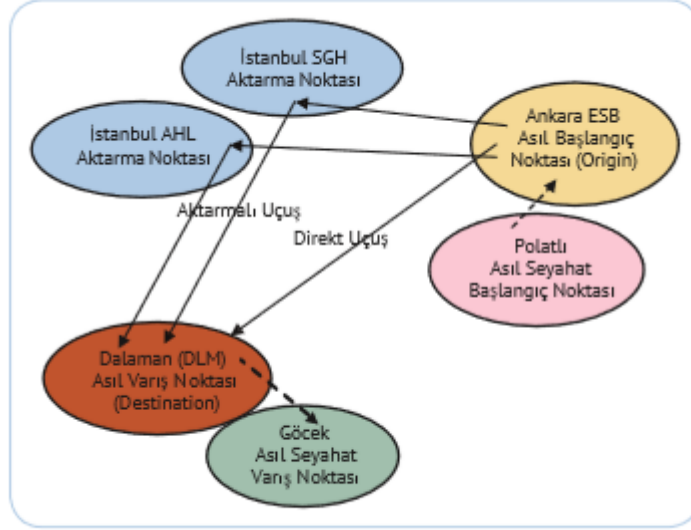 İstanbul SGH
Aktarma Noktası
İstanbul AHL
Aktarma Noktası
Ankara ESB
Asıl Başlangıç
Noktası (Origin)
Aktarmalı Uçuş
Direkt Uçuş
Polatlı
Asıl Seyahat
Başlangıç Noktası
Dalaman (DLM)
Asıl Varış Noktası
(Destination)
Göcek
Asıl Seyahat
Varış Noktası